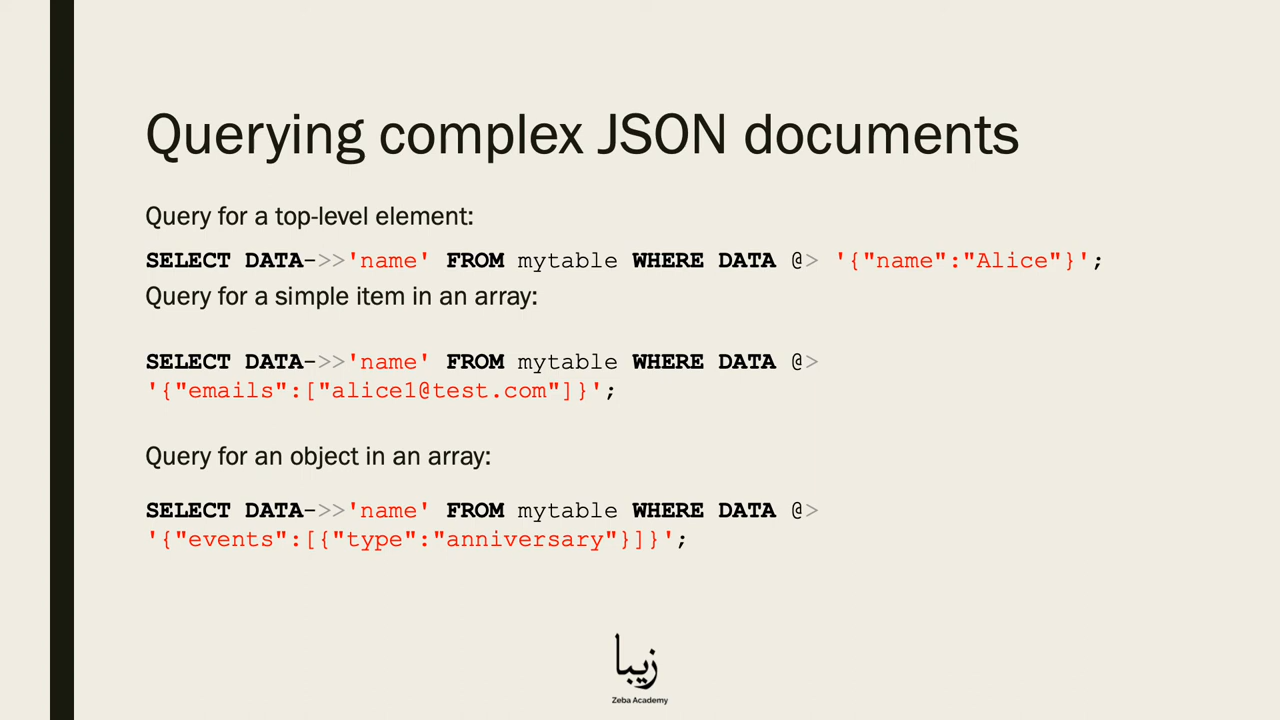 Querying complex JSON documents
Query for a top-level element:
SELECT DATA->>'name' FROM mytable WHERE DATA @> '{"name":"Alice"}';
Query for a simple item in an array:
SELECT DATA->>'name' FROM mytable WHERE DATA @>
'{"emails":["alice1@test.com"]}';
Query for an object in an array:
SELECT DATA->>'name' FROM mytable WHERE DATA @>
'{"events":[{"type":"anniversary"}]}';
زیبا
Zeba Academy